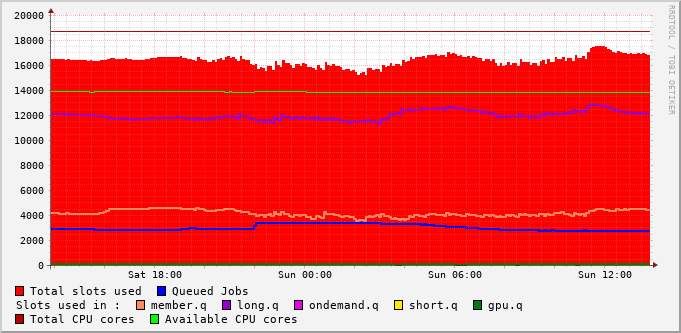 RRDTOOL / TOBI OETIKER
20000
18000
16000
14000
12000
10000
8000
6000
4000
2000
0
Sat 18:00 Sun 00:00 Sun 06:00 Sun 12:00
Total slots used Queued Jobs
Slots used in : member.q long.q ondemand.q short.q gpu.q
Total CPU cores Available CPU cores